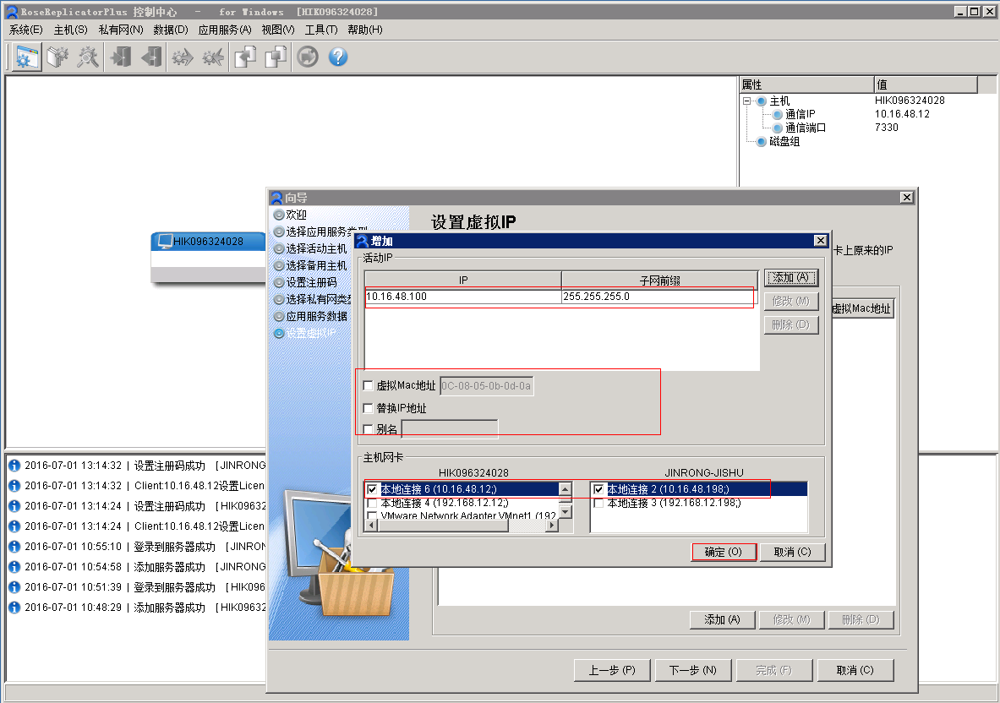 RoseReplicatorPlus 控制中心 - for Windows [HIK096324028]
系统(E) 主机(S) 私有网(N) 数据(D) 应用服务(A) 视图(V) 工具(T) 帮助(H)
属性 值
主机 HIK096324028
通信IP 10.16.48.12
通信端口 7330
磁盘组
HIK096324028
向导
欢迎
选择应用服务类型
选择活动主机
选择备用主机
设置注册码
选择私有网类型
应用服务数据
设置虚拟IP
设置虚拟IP
卡上原来的IP
虚拟Mac地址
增加
活动IP
IP 子网前缀
10.16.48.100 255.255.255.0
添加(A)
修改(M)
删除(D)
虚拟Mac地址 0C-08-05-0b-0d-0a
替换IP地址
别名
主机网卡
HIK096324028 JINRONG-JISHU
本地连接 6 (10.16.48.12;)
本地连接 4 (192.168.12.12;)
VMware Network Adapter VMnet1 (192
本地连接 2 (10.16.48.198;)
本地连接 3 (192.168.12.198;)
确定(O) 取消(C)
添加(A) 修改(M) 删除(D)
上一步(P) 下一步(N) 完成(F) 取消(C)
2016-07-01 13:14:32 | 设置注册码成功 [JINRONG
2016-07-01 13:14:32 | Client:10.16.48.12设置Licen
2016-07-01 13:14:24 | 设置注册码成功 [HIK0963
2016-07-01 13:14:24 | Client:10.16.48.12设置Licen
2016-07-01 10:55:10 | 登录到服务器成功 [JINRO
2016-07-01 10:54:58 | 添加服务器成功 [JINRONG
2016-07-01 10:51:39 | 登录到服务器成功 [HIK096
2016-07-01 10:48:29 | 添加服务器成功 [HIK09632